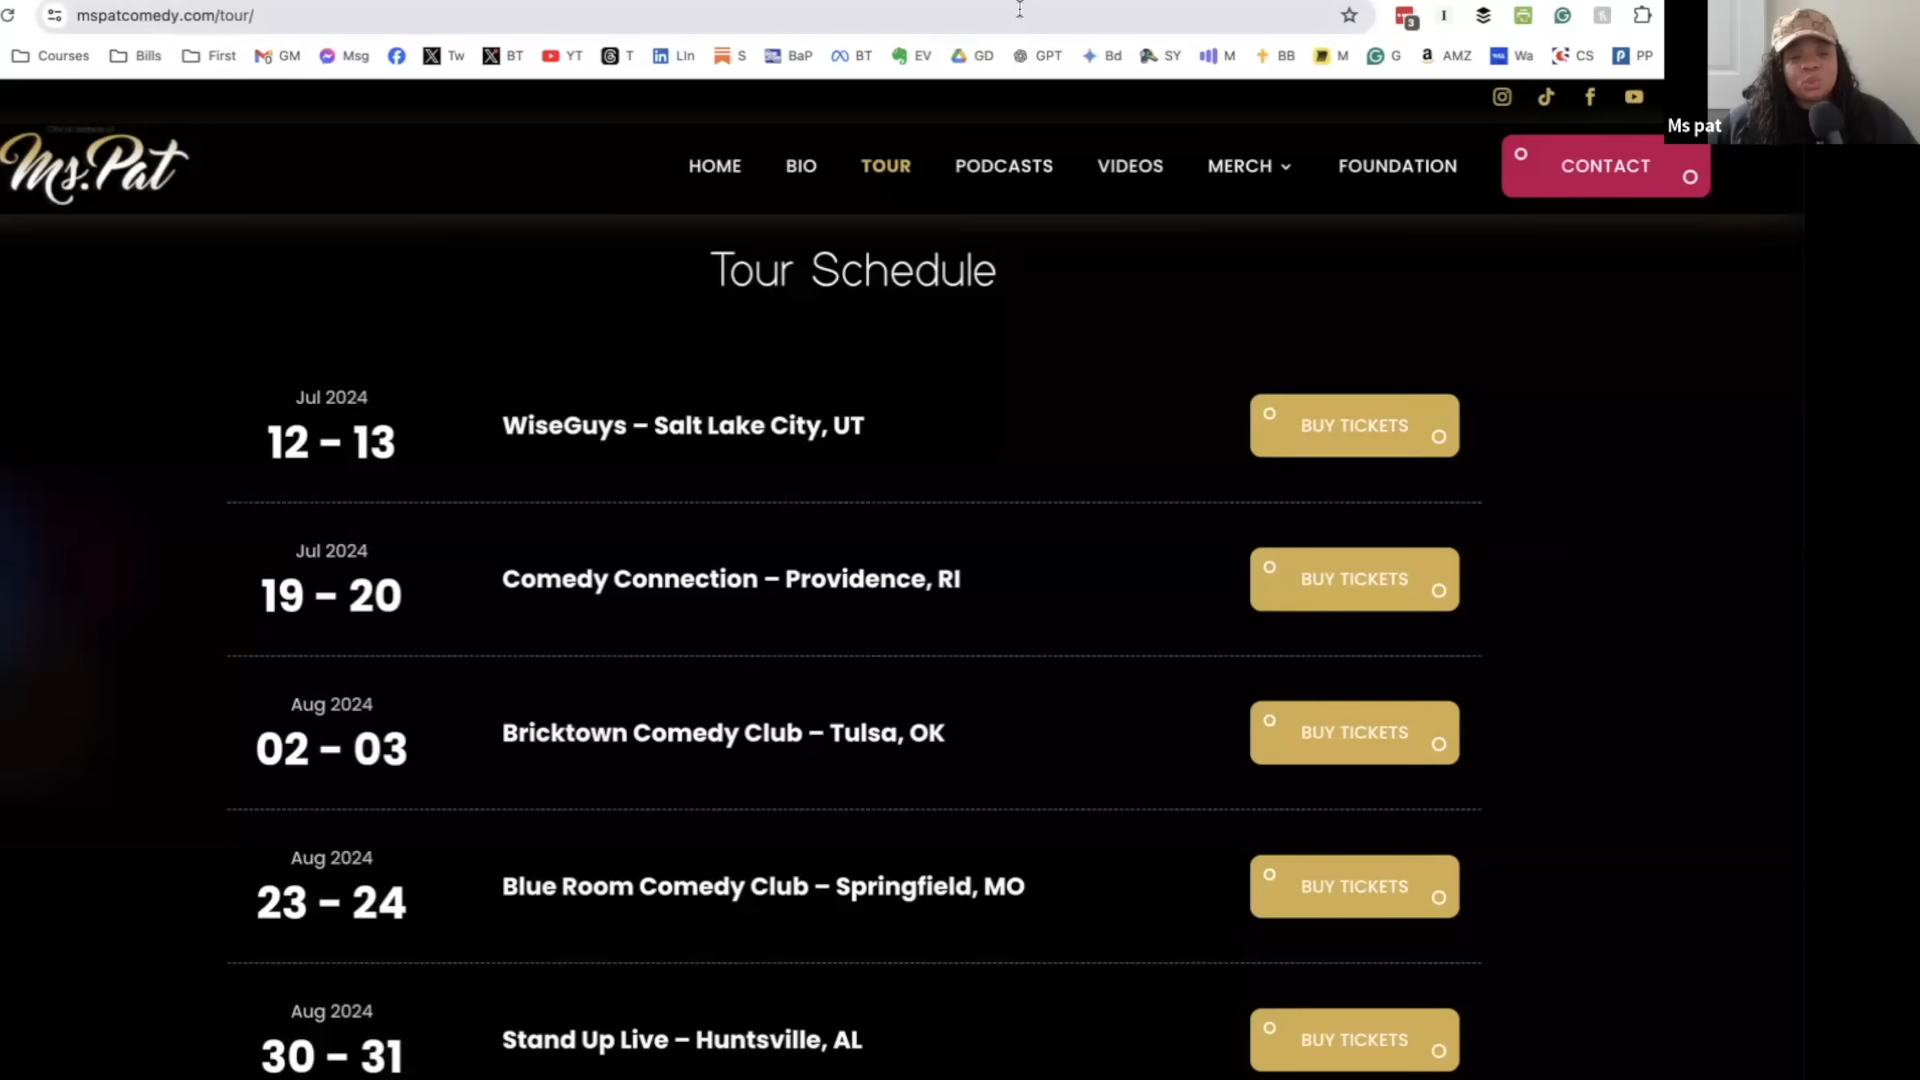 mspatcomedy.com/tour/
3
Courses Bills First GM Msg Tw BT YT T LIn S BaP BT EV GD GPT Bd SY M BB M G AMZ Wa CS PP
Ms pat
Ms.Pat
HOME BIO TOUR PODCASTS VIDEOS MERCH FOUNDATION CONTACT
Tour Schedule
Jul 2024
12 – 13
WiseGuys – Salt Lake City, UT
BUY TICKETS
Jul 2024
19 – 20
Comedy Connection – Providence, RI
BUY TICKETS
Aug 2024
02 – 03
Bricktown Comedy Club – Tulsa, OK
BUY TICKETS
Aug 2024
23 – 24
Blue Room Comedy Club – Springfield, MO
BUY TICKETS
Aug 2024
30 – 31
Stand Up Live – Huntsville, AL
BUY TICKETS